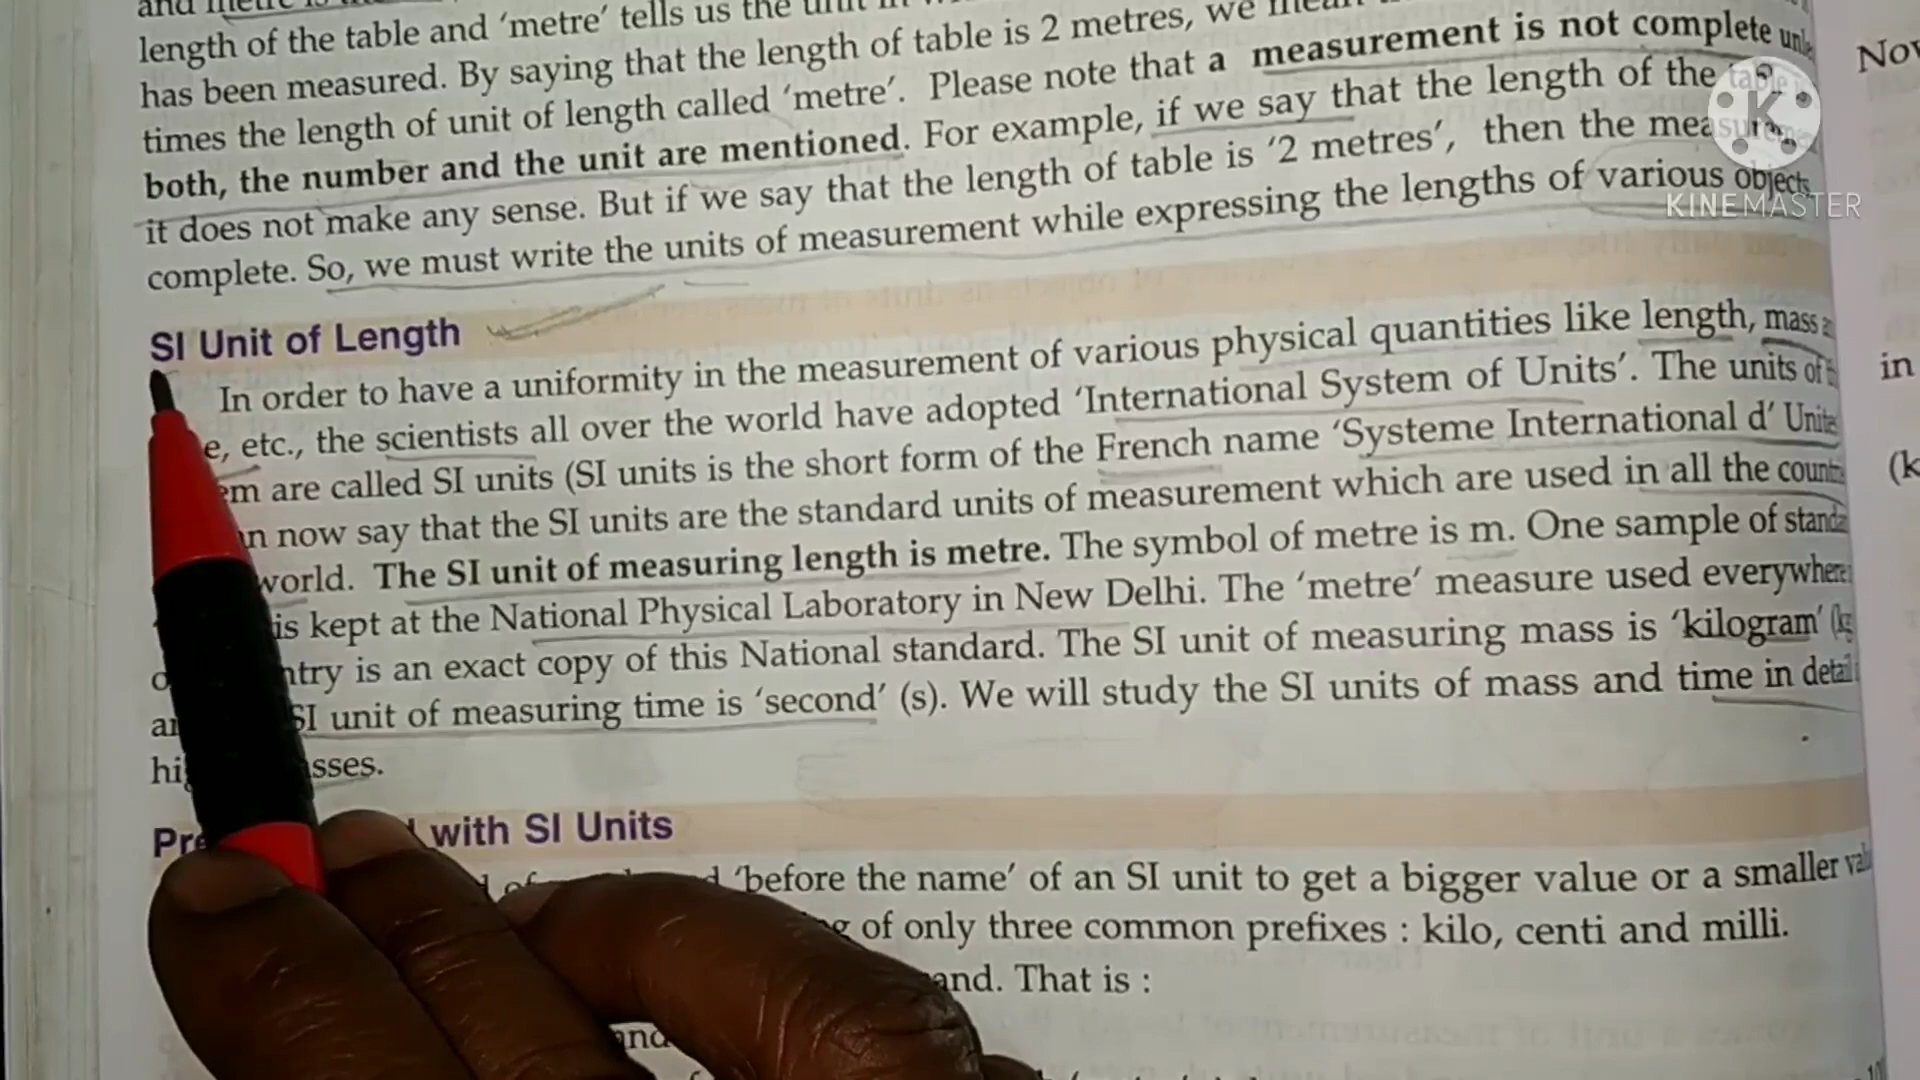 length of the table and 'metre' tells us the unit
has been measured. By saying that the length of table is 2 metres, we mean
times the length of unit of length called 'metre'. Please note that a measurement is not complete
both, the number and the unit are mentioned. For example, if we say that the length of the
it does not make any sense. But if we say that the length of table is '2 metres', then the
complete. So, we must write the units of measurement while expressing the lengths of various objects
SI Unit of Length
In order to have a uniformity in the measurement of various physical quantities like length, mass
etc., the scientists all over the world have adopted 'International System of Units'. The units of
are called SI units (SI units is the short form of the French name 'Systeme International d'
now say that the SI units are the standard units of measurement which are used in all the
world. The SI unit of measuring length is metre. The symbol of metre is m. One sample of
is kept at the National Physical Laboratory in New Delhi. The 'metre' measure used everywhere
is an exact copy of this National standard. The SI unit of measuring mass is 'kilogram'
SI unit of measuring time is 'second' (s). We will study the SI units of mass and time in detail
with SI Units
'before the name' of an SI unit to get a bigger value or a smaller
of only three common prefixes : kilo, centi and milli.
That is :
in
K
KINEMASTER